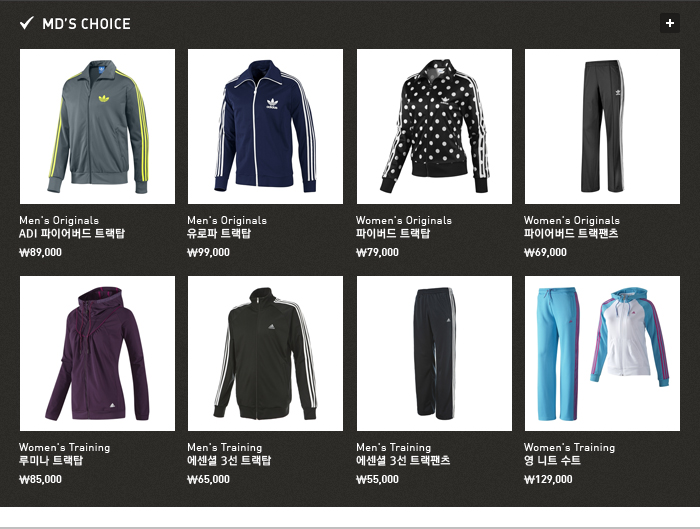 MD'S CHOICE
Men's Originals
ADI 파이어버드 트랙탑
₩89,000
Men's Originals
유로파 트랙탑
₩99,000
Women's Originals
파이버드 트랙탑
₩79,000
Women's Originals
파이어버드 트랙팬츠
₩69,000
Women's Training
루미나 트랙탑
₩85,000
Men's Training
에센셜 3선 트랙탑
₩65,000
Men's Training
에센셜 3선 트랙팬츠
₩55,000
Women's Training
영 니트 수트
₩129,000